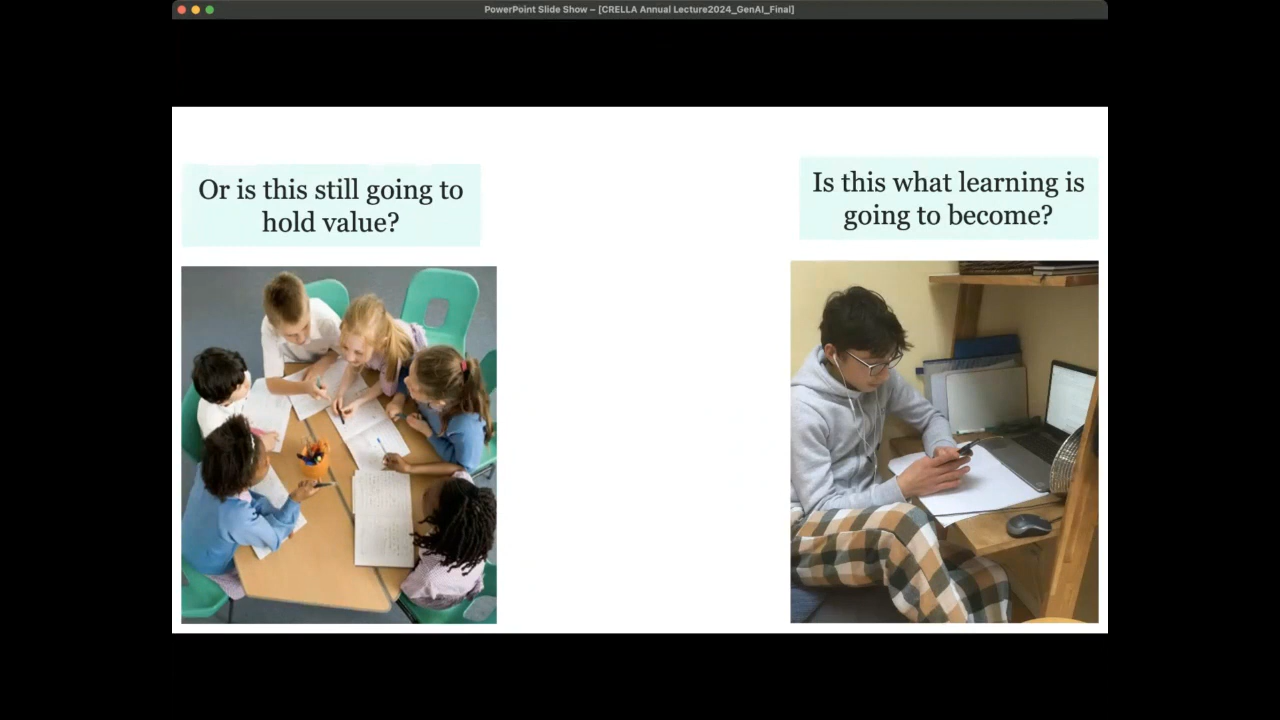 PowerPoint Slide Show – [CRELLA Annual Lecture2024_GenAI_Final]
Or is this still going to
hold value?
Is this what learning is
going to become?